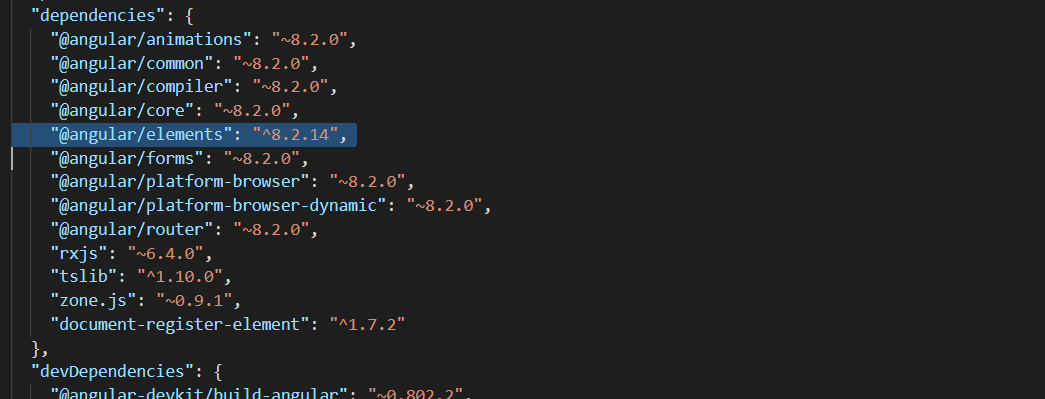 "dependencies": {
"@angular/animations": "~8.2.0",
"@angular/common": "~8.2.0",
"@angular/compiler": "~8.2.0",
"@angular/core": "~8.2.0",
"@angular/elements": "^8.2.14",
"@angular/forms": "~8.2.0",
"@angular/platform-browser": "~8.2.0",
"@angular/platform-browser-dynamic": "~8.2.0",
"@angular/router": "~8.2.0",
"rxjs": "~6.4.0",
"tslib": "^1.10.0",
"zone.js": "~0.9.1",
"document-register-element": "^1.7.2"
},
"devDependencies": {
"@angular-devkit/build-angular": "~0.802.2",